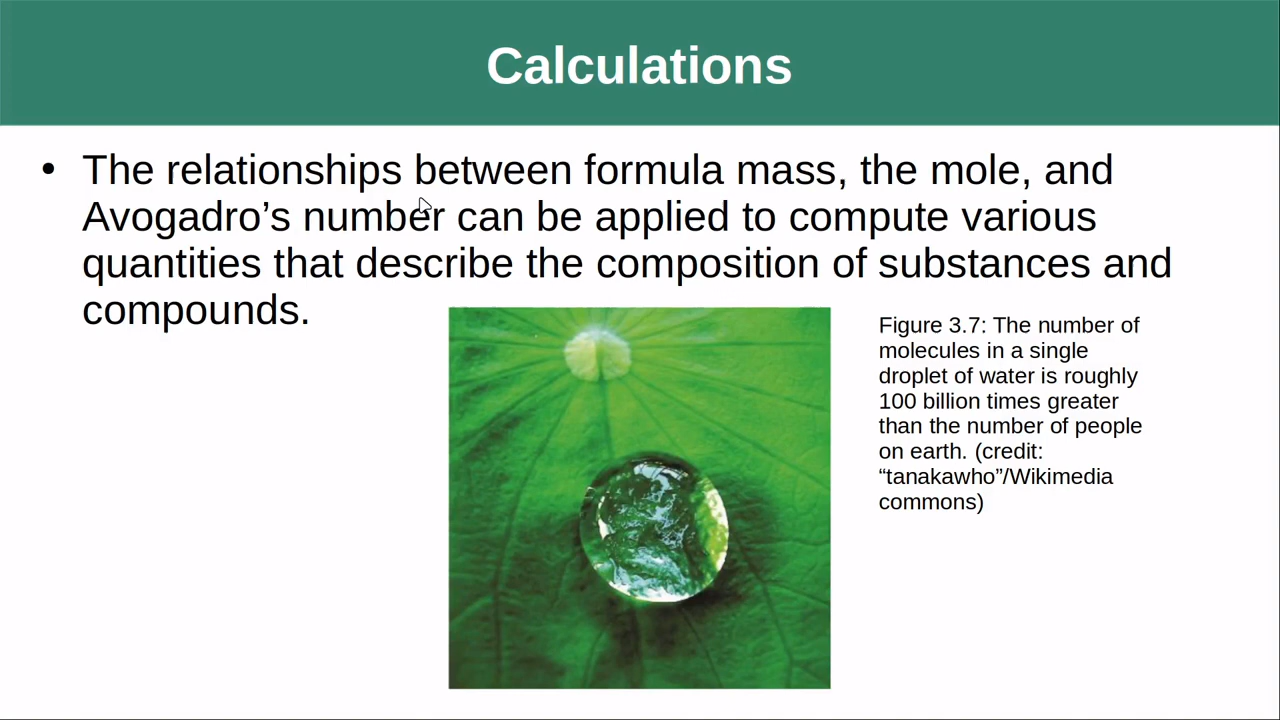 Calculations
• The relationships between formula mass, the mole, and
Avogadro’s number can be applied to compute various
quantities that describe the composition of substances and
compounds.
Figure 3.7: The number of
molecules in a single
droplet of water is roughly
100 billion times greater
than the number of people
on earth. (credit:
“tanakawho”/Wikimedia
commons)